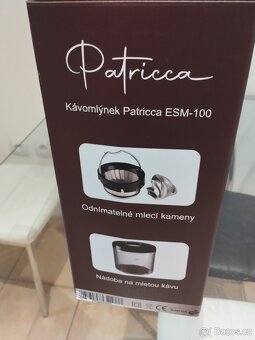 Patricca
Kávomlýnek Patricca ESM-100
Odnímatelné mlecí kameny
Nádoba na mletou kávu
Bazos.cz